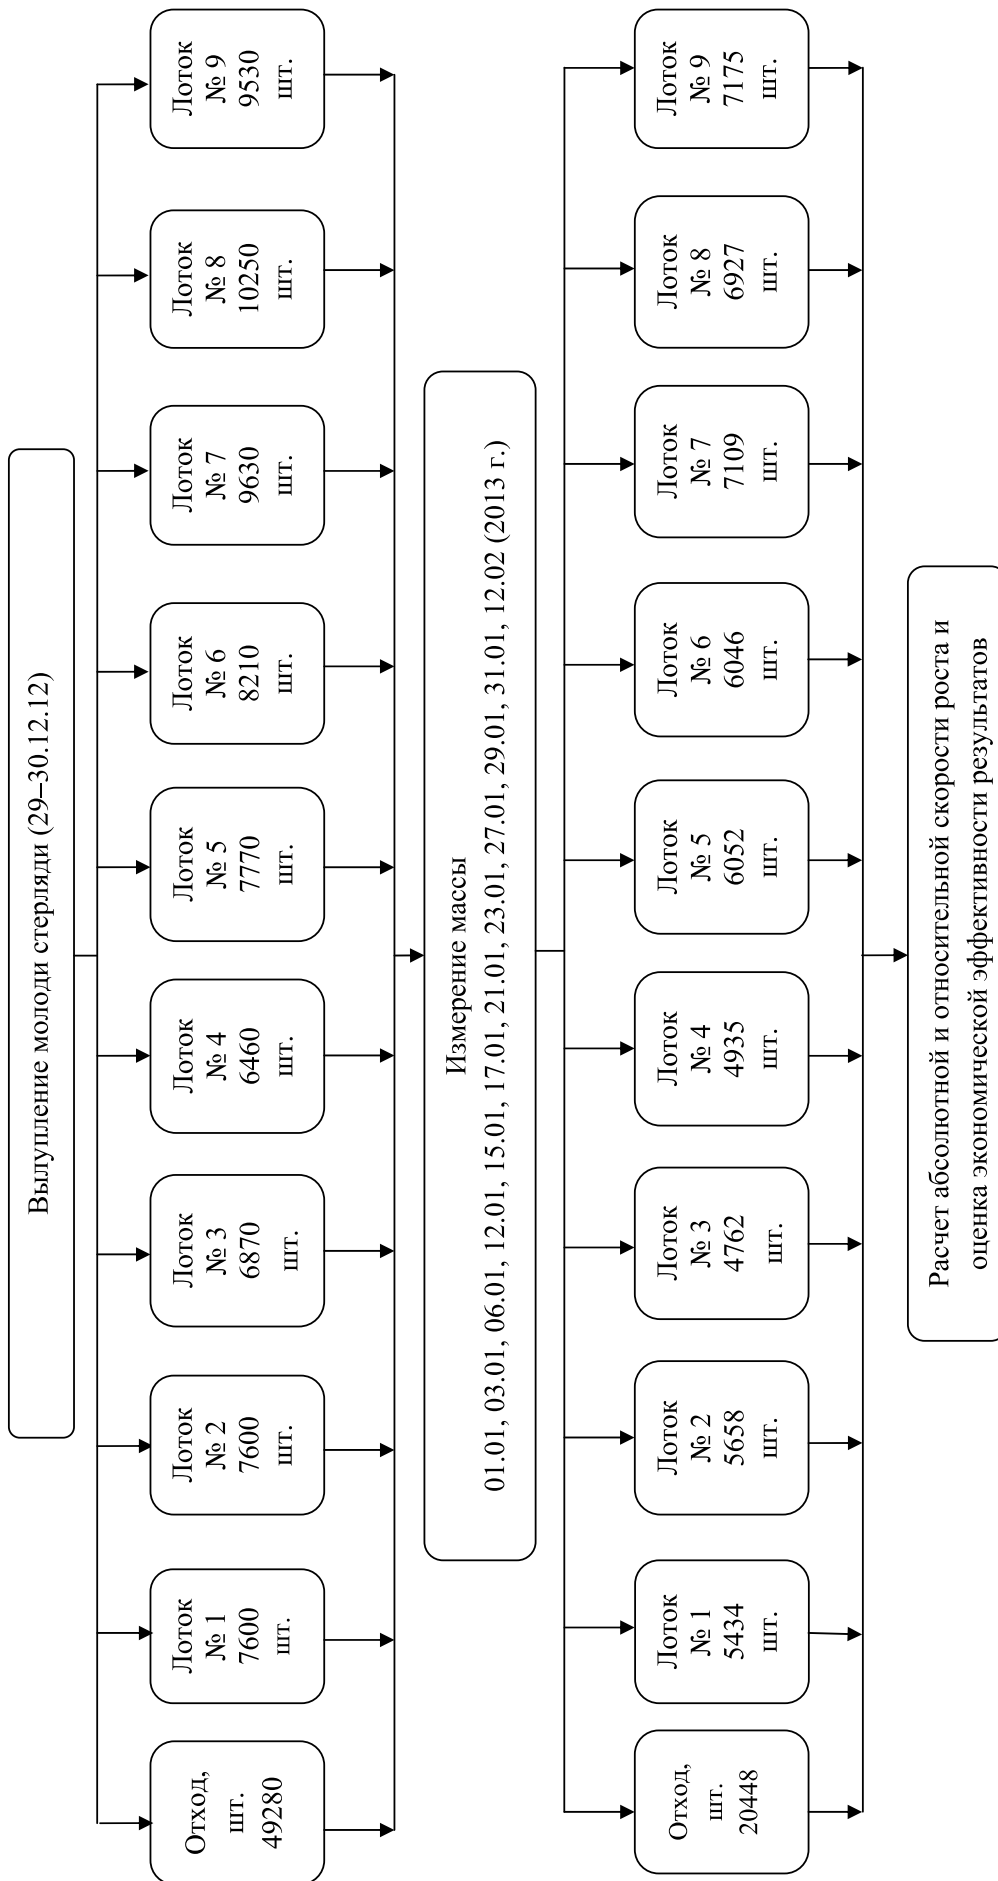 Вылупление молоди стерляди (29–30.12.12)
Отход,
шт.
49280
Лоток
№ 1
7600
шт.
Лоток
№ 2
7600
шт.
Лоток
№ 3
6870
шт.
Лоток
№ 4
6460
шт.
Лоток
№ 5
7770
шт.
Лоток
№ 6
8210
шт.
Лоток
№ 7
9630
шт.
Лоток
№ 8
10250
шт.
Лоток
№ 9
9530
шт.
Измерение массы
01.01, 03.01, 06.01, 12.01, 15.01, 17.01, 21.01, 23.01, 27.01, 29.01, 31.01, 12.02 (2013 г.)
Отход,
шт.
20448
Лоток
№ 1
5434
шт.
Лоток
№ 2
5658
шт.
Лоток
№ 3
4762
шт.
Лоток
№ 4
4935
шт.
Лоток
№ 5
6052
шт.
Лоток
№ 6
6046
шт.
Лоток
№ 7
7109
шт.
Лоток
№ 8
6927
шт.
Лоток
№ 9
7175
шт.
Расчет абсолютной и относительной скорости роста и
оценка экономической эффективности результатов